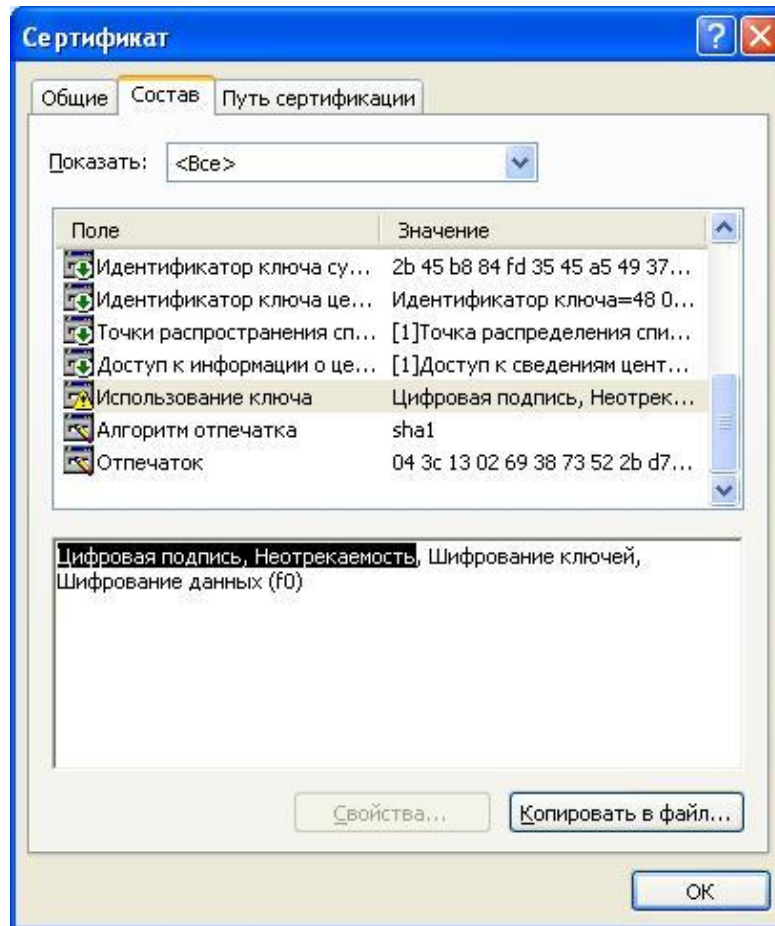 Сертификат
Общие Состав Путь сертификации
Показать: <Все>
Поле Значение
Идентификатор ключа су... 2b 45 b8 84 fd 35 45 a5 49 37...
Идентификатор ключа це... Идентификатор ключа=48 0...
Точки распространения сп... [1]Точка распределения спи...
Доступ к информации о це... [1]Доступ к сведениям цент...
Использование ключа Цифровая подпись, Неотрек...
Алгоритм отпечатка sha1
Отпечаток 04 3c 13 02 69 38 73 52 2b d7...
Цифровая подпись, Неотрекаемость, Шифрование ключей,
Шифрование данных (f0)
Свойства... Копировать в файл...
ОК